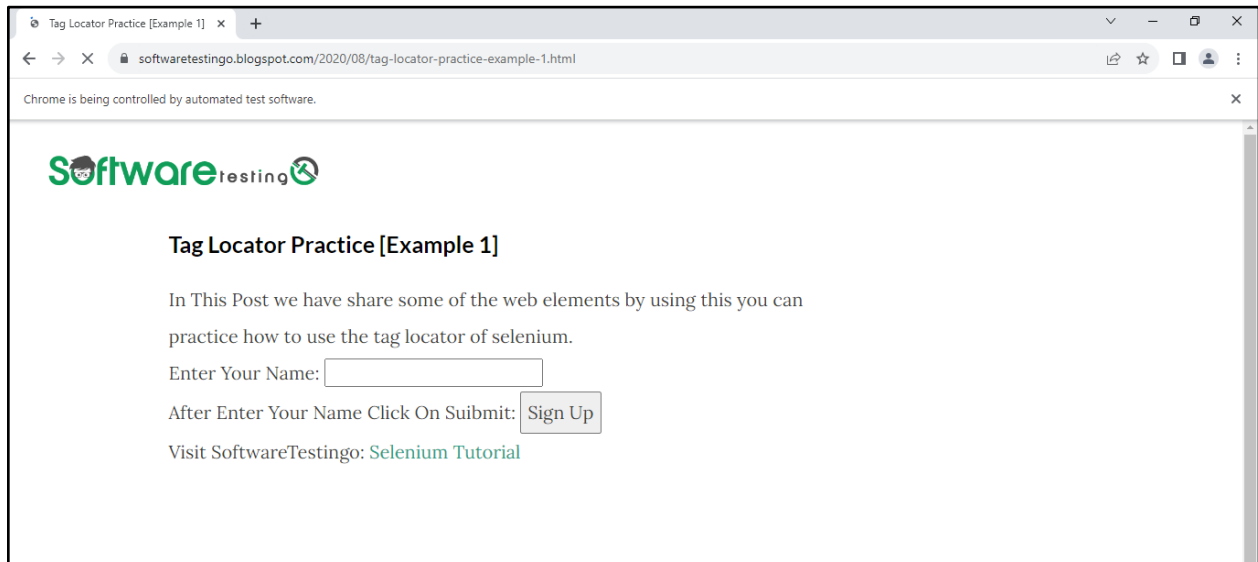 Tag Locator Practice [Example 1]
softwaretestingo.blogspot.com/2020/08/tag-locator-practice-example-1.html
Chrome is being controlled by automated test software.
Software testingo
Tag Locator Practice [Example 1]
In This Post we have share some of the web elements by using this you can
practice how to use the tag locator of selenium.
Enter Your Name:
After Enter Your Name Click On Suibmit: Sign Up
Visit SoftwareTestingo: Selenium Tutorial